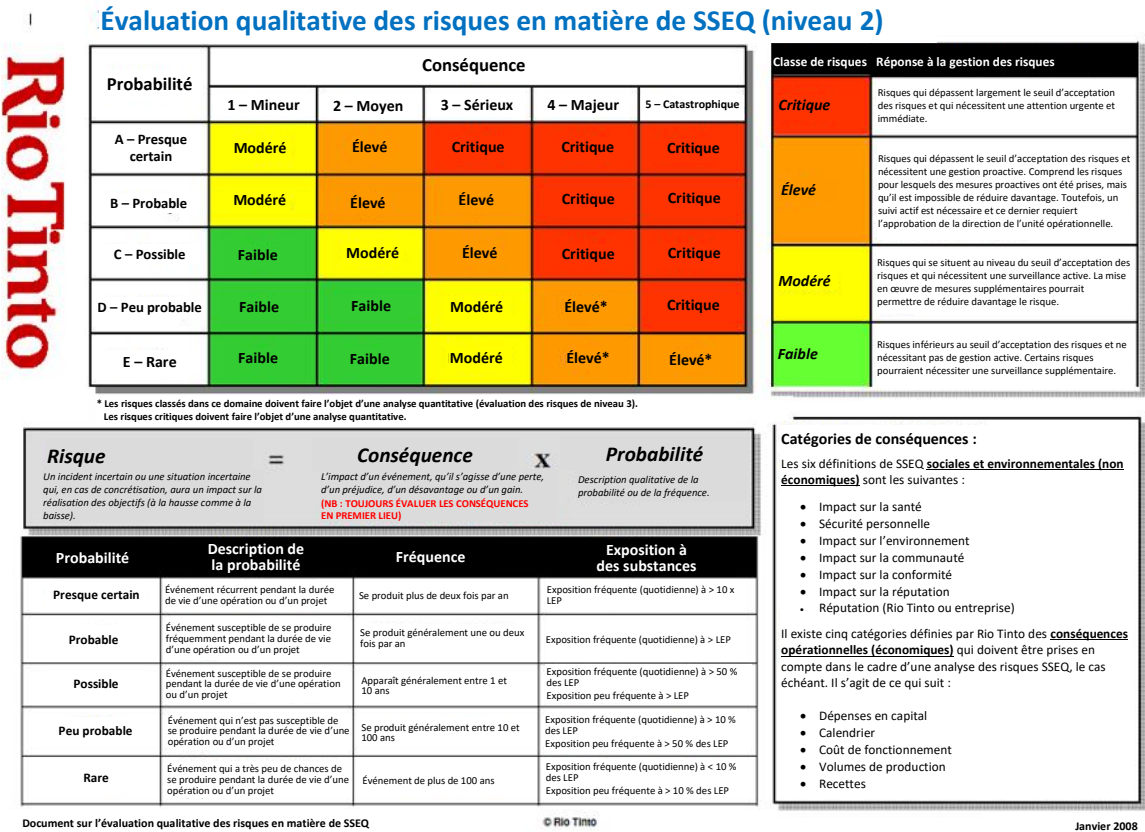 Évaluation qualitative des risques en matière de SSEQ (niveau 2)
RioTinto
Probabilité
Conséquence
1 – Mineur
2 – Moyen
3 – Sérieux
4 – Majeur
5 – Catastrophique
A – Presque
certain
Modéré
Élevé
Critique
Critique
Critique
B – Probable
Modéré
Élevé
Élevé
Critique
Critique
C – Possible
Faible
Modéré
Élevé
Critique
Critique
D – Peu probable
Faible
Faible
Modéré
Élevé*
Critique
E – Rare
Faible
Faible
Modéré
Élevé*
Élevé*
* Les risques classés dans ce domaine doivent faire l'objet d'une analyse quantitative (évaluation des risques de niveau 3).
Les risques critiques doivent faire l'objet d'une analyse quantitative.
Classe de risques
Réponse à la gestion des risques
Critique
Risques qui dépassent largement le seuil d'acceptation
des risques et qui nécessitent une attention urgente et
immédiate.
Élevé
Risques qui dépassent le seuil d'acceptation des risques et
nécessitent une gestion proactive. Comprend les risques
pour lesquels des mesures proactives ont été prises, mais
qu'il est impossible de réduire davantage. Toutefois, un
suivi actif est nécessaire et ce dernier requiert
l'approbation de la direction de l'unité opérationnelle.
Modéré
Risques qui se situent au niveau du seuil d'acceptation des
risques et qui nécessitent une surveillance active. La mise
en œuvre de mesures supplémentaires pourrait
permettre de réduire davantage le risque.
Faible
Risques inférieurs au seuil d'acceptation des risques et ne
nécessitant pas de gestion active. Certains risques
pourraient nécessiter une surveillance supplémentaire.
Risque
Un incident incertain ou une situation incertaine
qui, en cas de concrétisation, aura un impact sur la
réalisation des objectifs (à la hausse comme à la
baisse).
=
Conséquence
L'impact d'un événement, qu'il s'agisse d'une perte,
d'un préjudice, d'un désavantage ou d'un gain.
(NB : TOUJOURS ÉVALUER LES CONSÉQUENCES
EN PREMIER LIEU)
x
Probabilité
Description qualitative de la
probabilité ou de la fréquence.
Probabilité
Description de
la probabilité
Fréquence
Exposition à
des substances
Presque certain
Événement récurrent pendant la durée
de vie d'une opération ou d'un projet
Se produit plus de deux fois par an
Exposition fréquente (quotidien) à > 10 x
LEP
Probable
Événement susceptible de se produire
fréquemment pendant la durée de vie
d'une opération ou d'un projet
Se produit généralement une ou deux
fois par an
Exposition fréquente (quotidien) à > LEP
Possible
Événement susceptible de se produire
pendant la durée de vie d'une opération
ou d'un projet
Apparaît généralement entre 1 et
10 ans
Exposition fréquente (quotidienne) à > 50 %
des LEP
Exposition peu fréquente à > LEP
Peu probable
Événement qui n'est pas susceptible de
se produire pendant la durée de vie d'une
opération ou d'un projet
Se produit généralement entre 10 et
100 ans
Exposition fréquente (quotidienne) à > 10 %
des LEP
Exposition peu fréquente à > 50 % des LEP
Rare
Événement qui a très peu de chances de
se produire pendant la durée de vie d'une
opération ou d'un projet
Événement de plus de 100 ans
Exposition fréquente (quotidienne) à < 10 %
des LEP
Exposition peu fréquente à > 10 % des LEP
Catégories de conséquences :
Les six définitions de SSEQ sociales et environnementales (non
économiques) sont les suivantes :
• Impact sur la santé
• Sécurité personnelle
• Impact sur l'environnement
• Impact sur la communauté
• Impact sur la conformité
• Impact sur la réputation
• Réputation (Rio Tinto ou entreprise)
Il existe cinq catégories définies par Rio Tinto des conséquences
opérationnelles (économiques) qui doivent être prises en
compte dans le cadre d'une analyse des risques SSEQ, le cas
échéant. Il s'agit de ce qui suit :
• Dépenses en capital
• Calendrier
• Coût de fonctionnement
• Volumes de production
• Recettes
Document sur l'évaluation qualitative des risques en matière de SSEQ
© Rio Tinto
Janvier 2008